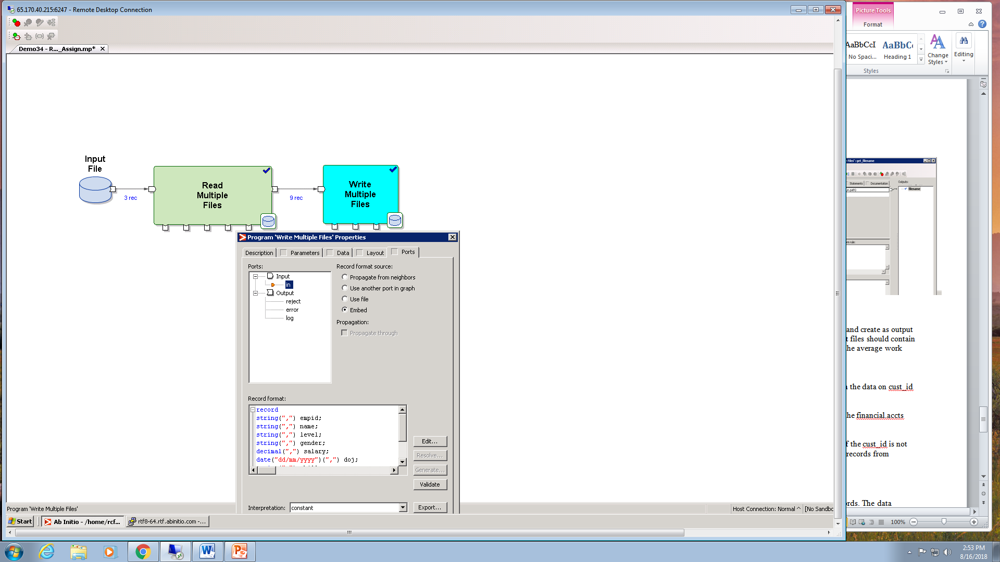 65.170.40.215:6247 - Remote Desktop Connection
Demo34 - R..._Assign.mp*
Input
File
3 rec
Read
Multiple
Files
9 rec
Write
Multiple
Files
Program 'Write Multiple Files' Properties
Description
Parameters
Data
Layout
Ports
Ports:
Input
in
Output
reject
error
log
Record format source:
Propagate from neighbors
Use another port in graph
Use file
Embed
Propagation:
Propagate through
Record format:
record
string(",") empid;
string(",") name;
string(",") level;
string(",") gender;
decimal(",") salary;
date("dd/mm/yyyy")(",") doj;
Edit...
Resolve...
Generate...
Validate
Interpretation:
constant
Export...
Program 'Write Multiple Files'
Host Connection: Normal ^
[No Sandbo
Start
Ab Initio - /home/rcf...
rtf8-64.rtf.abinitio.com -...
Picture Tools
Format
AaBbCcI
No Spaci...
AaBbC
Heading 1
Change
Styles
Editing
Styles
Files' : get_filename
Statements
Documentation
Outputs:
filename
and create as output
t files should contain
he average work
the data on cust_id
he financial.accts
f the cust_id is not
records from
rds. The data
100%
2:53 PM
8/16/2018